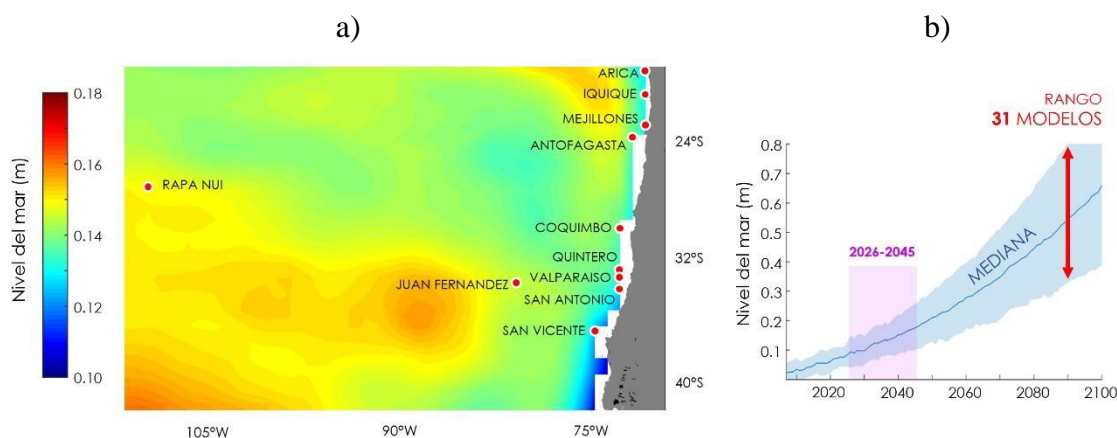 a)
b)
Nivel del mar (m)
0.18
0.16
0.14
0.12
0.10
ARICA
IQUIQUE
MEJILLONES
ANTOFAGASTA
RAPA NUI
COQUIMBO
QUINTERO
VALPARAISO
JUAN FERNANDEZ
SAN ANTONIO
SAN VICENTE
24°S
32°S
40°S
105°W
90°W
75°W
RANGO
31 MODELOS
Nivel del mar (m)
0.8
0.7
0.6
0.5
0.4
0.3
0.2
0.1
2026-2045
MEDIANA
2020
2040
2060
2080
2100